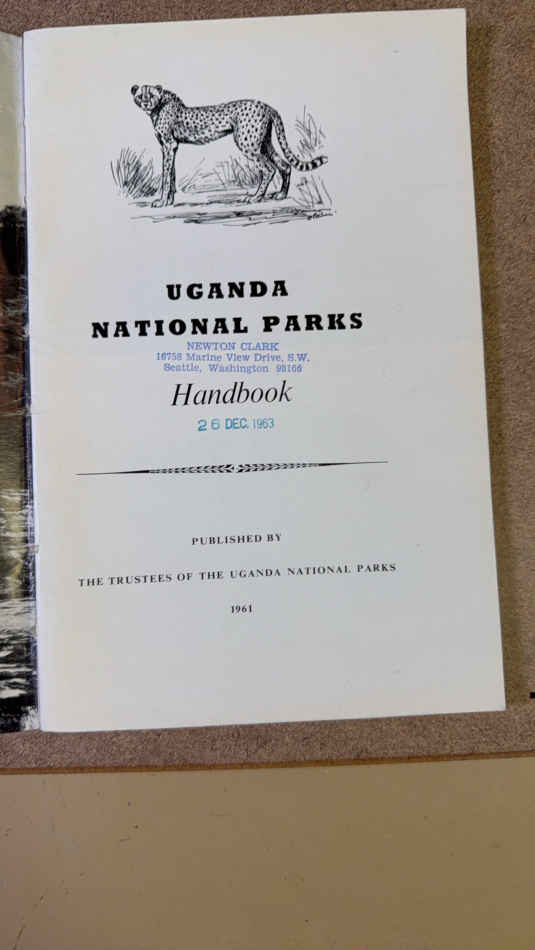 UGANDA
NATIONAL PARKS
NEWTON CLARK
16758 Marine View Drive, S.W.
Seattle, Washington 98166
Handbook
26 DEC. 1963
PUBLISHED BY
THE TRUSTEES OF THE UGANDA NATIONAL PARKS
1961